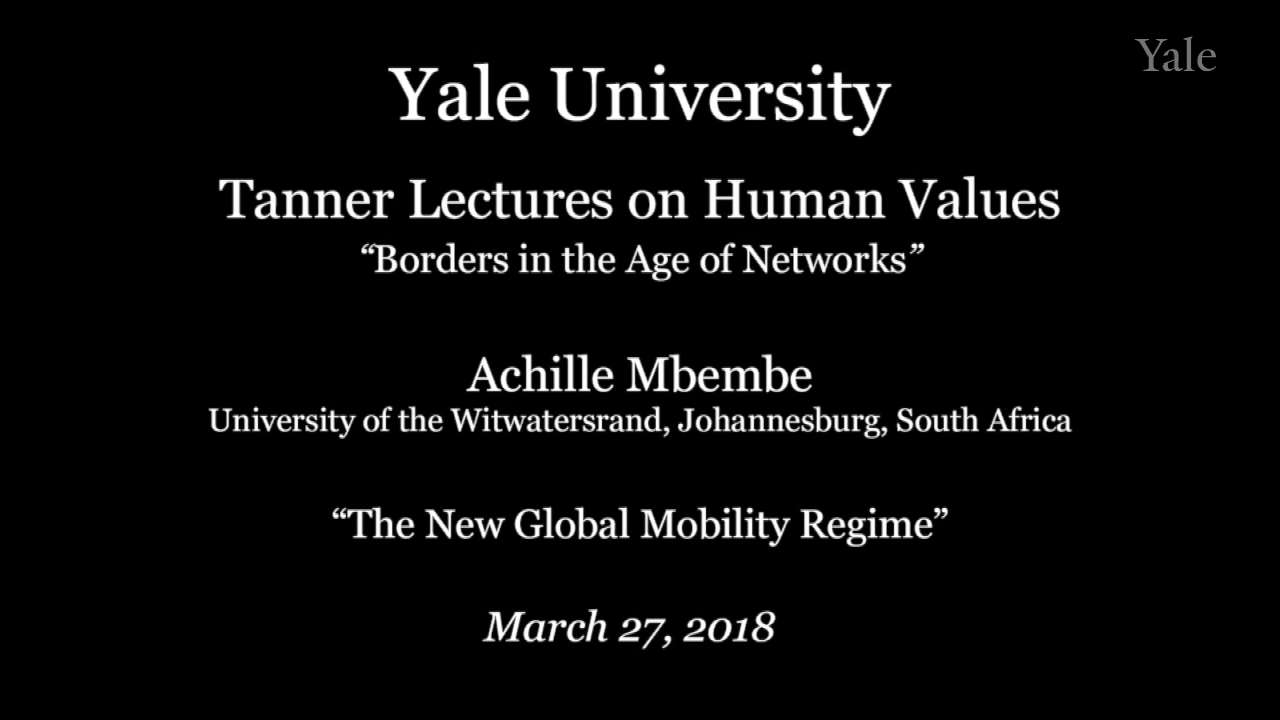 Yale
Yale University
Tanner Lectures on Human Values
“Borders in the Age of Networks”
Achille Mbembe
University of the Witwatersrand, Johannesburg, South Africa
“The New Global Mobility Regime”
March 27, 2018